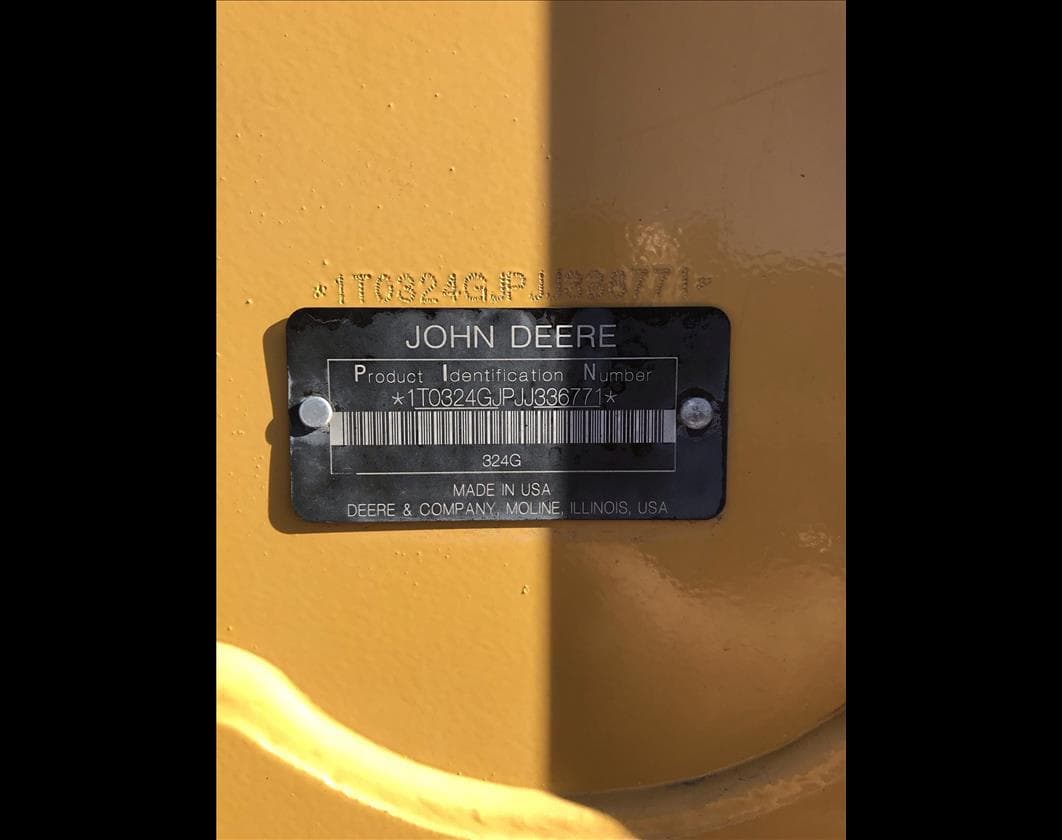 *1T0324GJPJJ336771*
JOHN DEERE
Product Identification Number
*1T0324GJPJJ336771*
324G
MADE IN USA
DEERE & COMPANY, MOLINE, ILLINOIS, USA